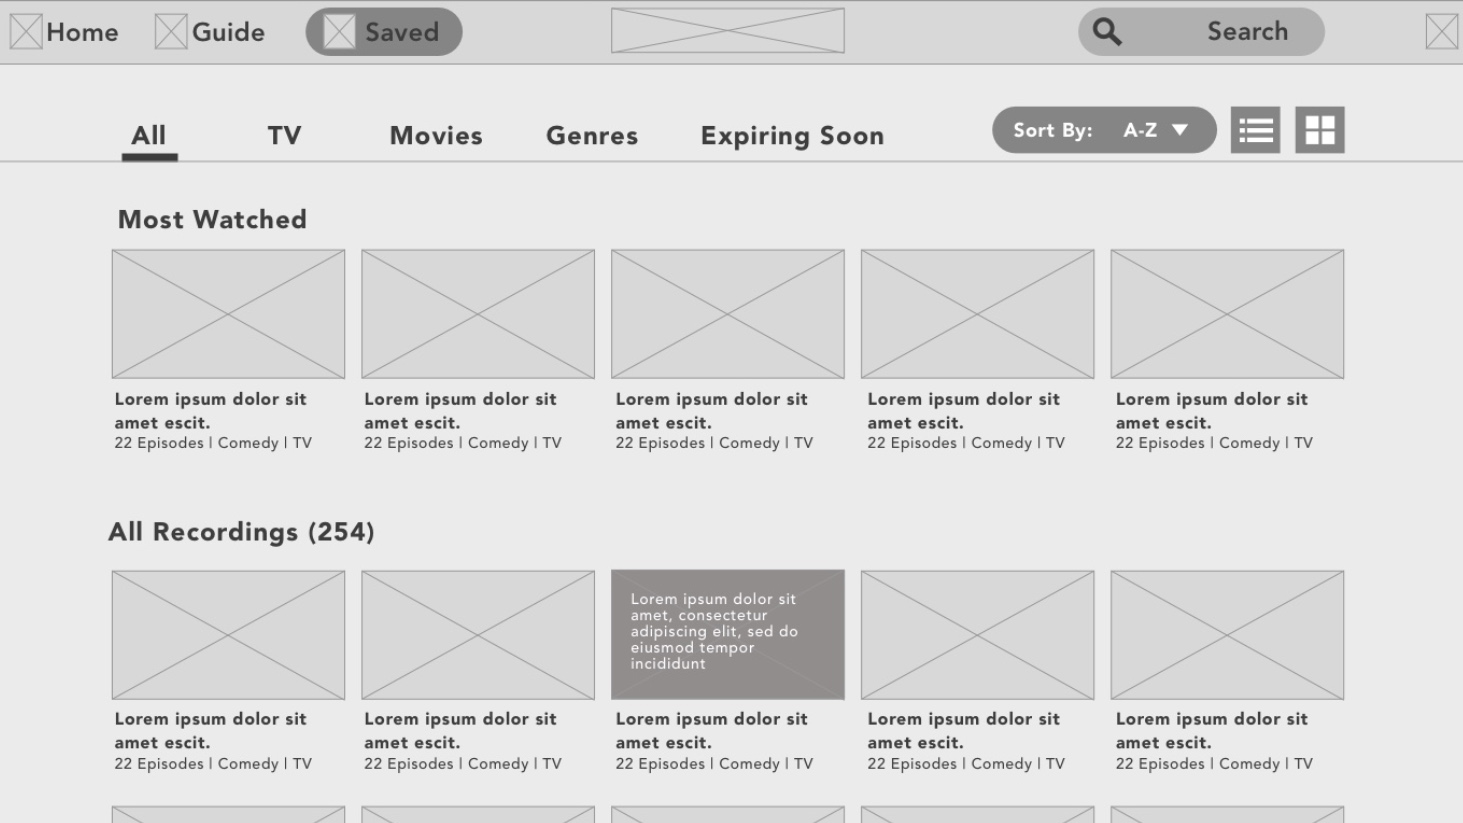 Home Guide Saved Search
All TV Movies Genres Expiring Soon Sort By: A-Z
Most Watched
Lorem ipsum dolor sit
amet escit.
22 Episodes | Comedy | TV
Lorem ipsum dolor sit
amet escit.
22 Episodes | Comedy | TV
Lorem ipsum dolor sit
amet escit.
22 Episodes | Comedy | TV
Lorem ipsum dolor sit
amet escit.
22 Episodes | Comedy | TV
Lorem ipsum dolor sit
amet escit.
22 Episodes | Comedy | TV
All Recordings (254)
Lorem ipsum dolor sit
amet escit.
22 Episodes | Comedy | TV
Lorem ipsum dolor sit
amet escit.
22 Episodes | Comedy | TV
Lorem ipsum dolor sit
amet, consectetur
adipiscing elit, sed do
eiusmod tempor
incididunt
Lorem ipsum dolor sit
amet escit.
22 Episodes | Comedy | TV
Lorem ipsum dolor sit
amet escit.
22 Episodes | Comedy | TV
Lorem ipsum dolor sit
amet escit.
22 Episodes | Comedy | TV